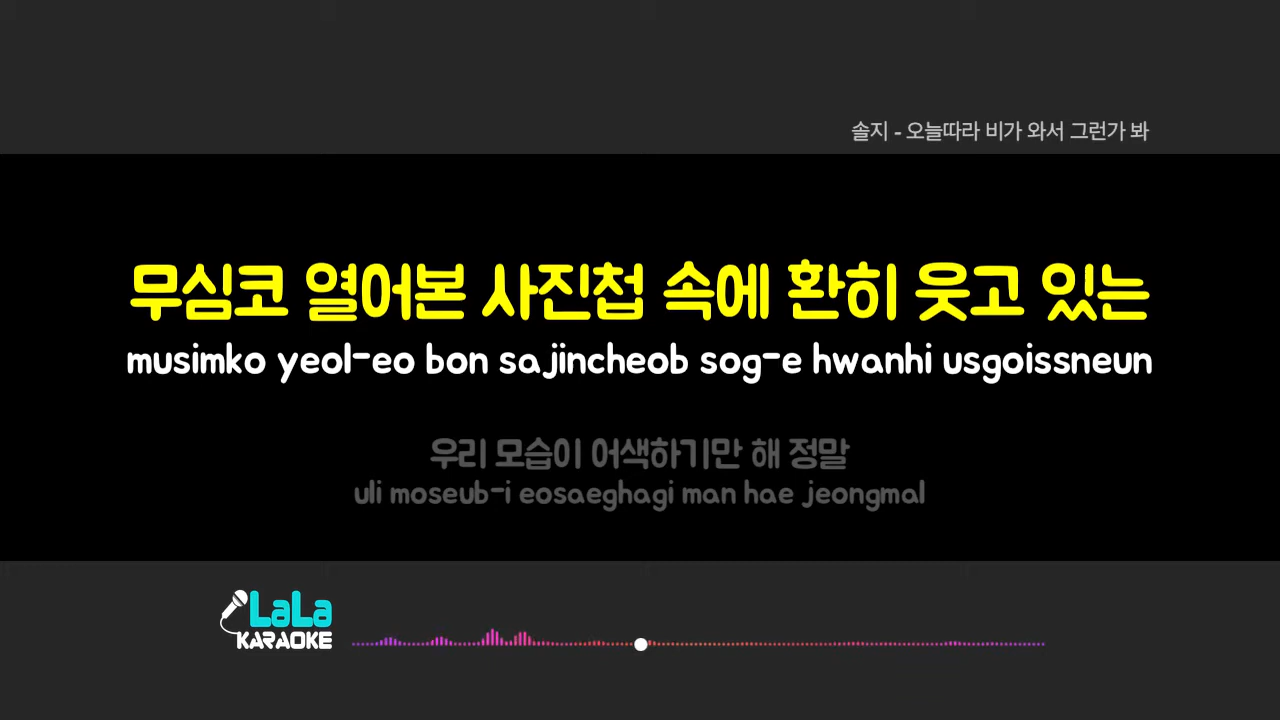 솔지 - 오늘따라 비가 와서 그런가 봐
무심코 열어본 사진첩 속에 환히 웃고 있는
musimko yeol-eo bon sajincheob sog-e hwanhi usgoissneun
우리 모습이 어색하기만 해 정말
uli moseub-i eosaeghagi man hae jeongmal
LaLa
KARAOKE